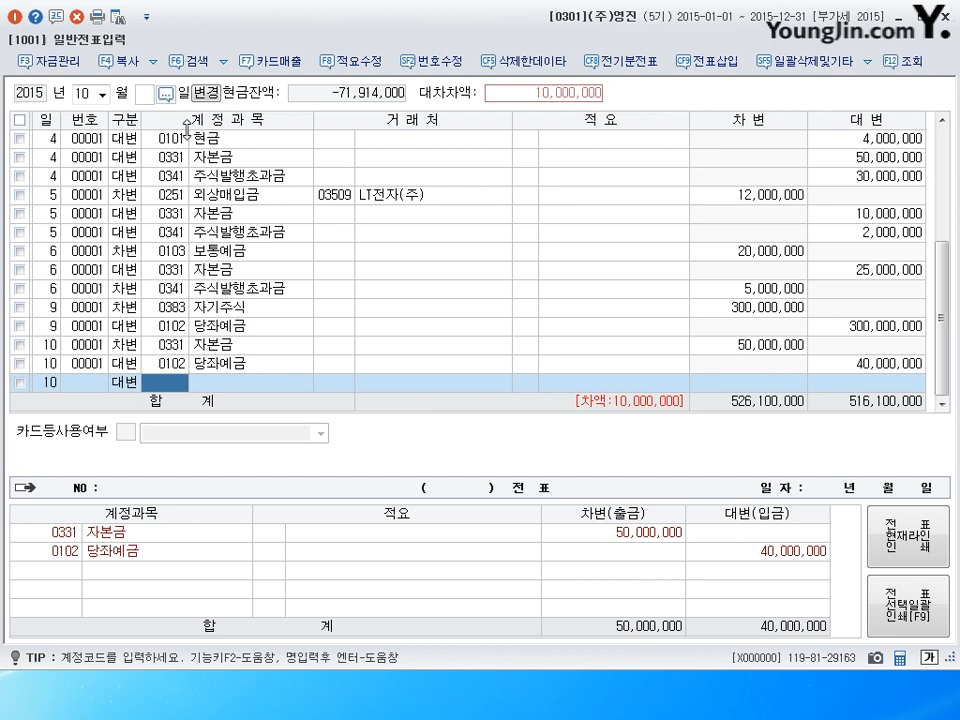 [0301] (주)영진 (5기) 2015-01-01 ~ 2015-12-31 [부가세 2015]
YoungJin.com Y.
[1001] 일반전표입력
F3 자금관리 F4 복사 F6 검색 F7 카드매출 F8 적요수정 SF2 번호수정 CF5 삭제한데이타 CF8 전기분전표 CF9 전표삽입 SF5 일괄삭제및기타 F12 조회
2015 년 10 월 일 변경 현금잔액: -71,914,000 대차차액: 10,000,000
일 번호 구분 계 정 과 목 거 래 처 적 요 차 변 대 변
4 00001 대변 0101 현금 4,000,000
4 00001 대변 0331 자본금 50,000,000
4 00001 대변 0341 주식발행초과금 30,000,000
5 00001 차변 0251 외상매입금 03509 LT전자(주) 12,000,000
5 00001 대변 0331 자본금 10,000,000
5 00001 대변 0341 주식발행초과금 2,000,000
6 00001 차변 0103 보통예금 20,000,000
6 00001 대변 0331 자본금 25,000,000
6 00001 차변 0341 주식발행초과금 5,000,000
9 00001 차변 0383 자기주식 300,000,000
9 00001 대변 0102 당좌예금 300,000,000
10 00001 차변 0331 자본금 50,000,000
10 00001 대변 0102 당좌예금 40,000,000
10 대변
합 계 [차액:10,000,000] 526,100,000 516,100,000
카드등사용여부
NO : ( ) 전 표 일 자 : 년 월 일
계정과목 적요 차변(출금) 대변(입금)
0331 자본금 50,000,000
0102 당좌예금 40,000,000
합 계 50,000,000 40,000,000
전 표
현재라인
인 쇄
전 표
선택일괄
인쇄[F9]
TIP : 계정코드를 입력하세요. 기능키F2-도움창, 명입력후 엔터-도움창 [X000000] 119-81-29163 가